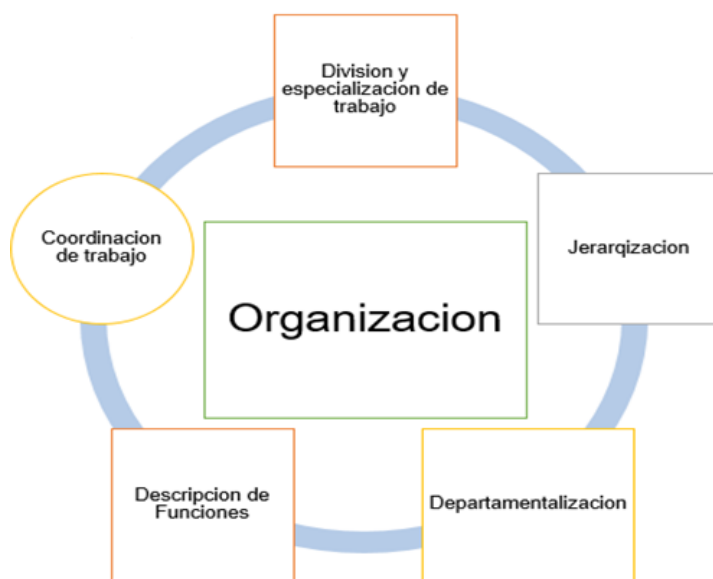 Division y
especializacion de
trabajo
Coordinacion
de trabajo
Jerarqizacion
Organizacion
Descripcion de
Funciones
Departamentalizacion